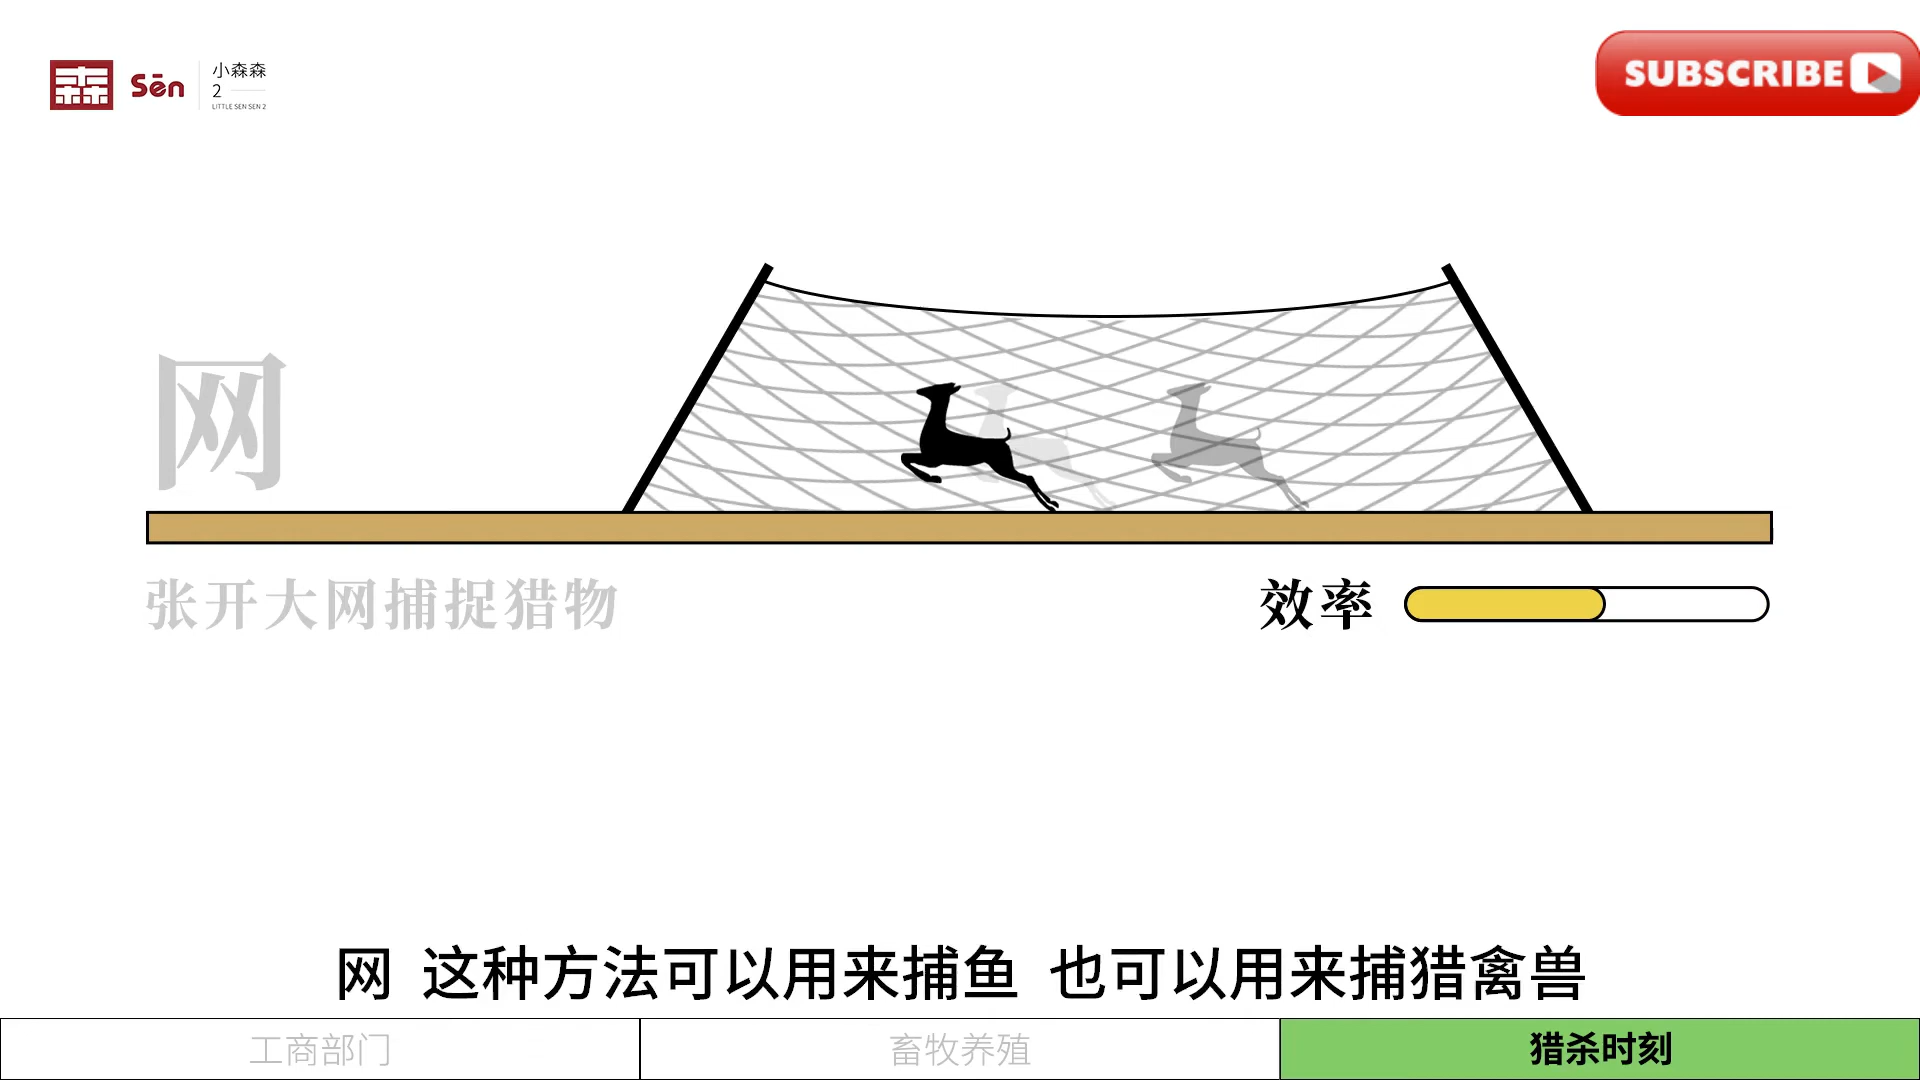 森 Sēn 小森森
2
LITTLE SEN SEN 2
SUBSCRIBE
网
张开大网捕捉猎物
效率
网 这种方法可以用来捕鱼 也可以用来捕猎禽兽
工商部门 畜牧养殖 猎杀时刻